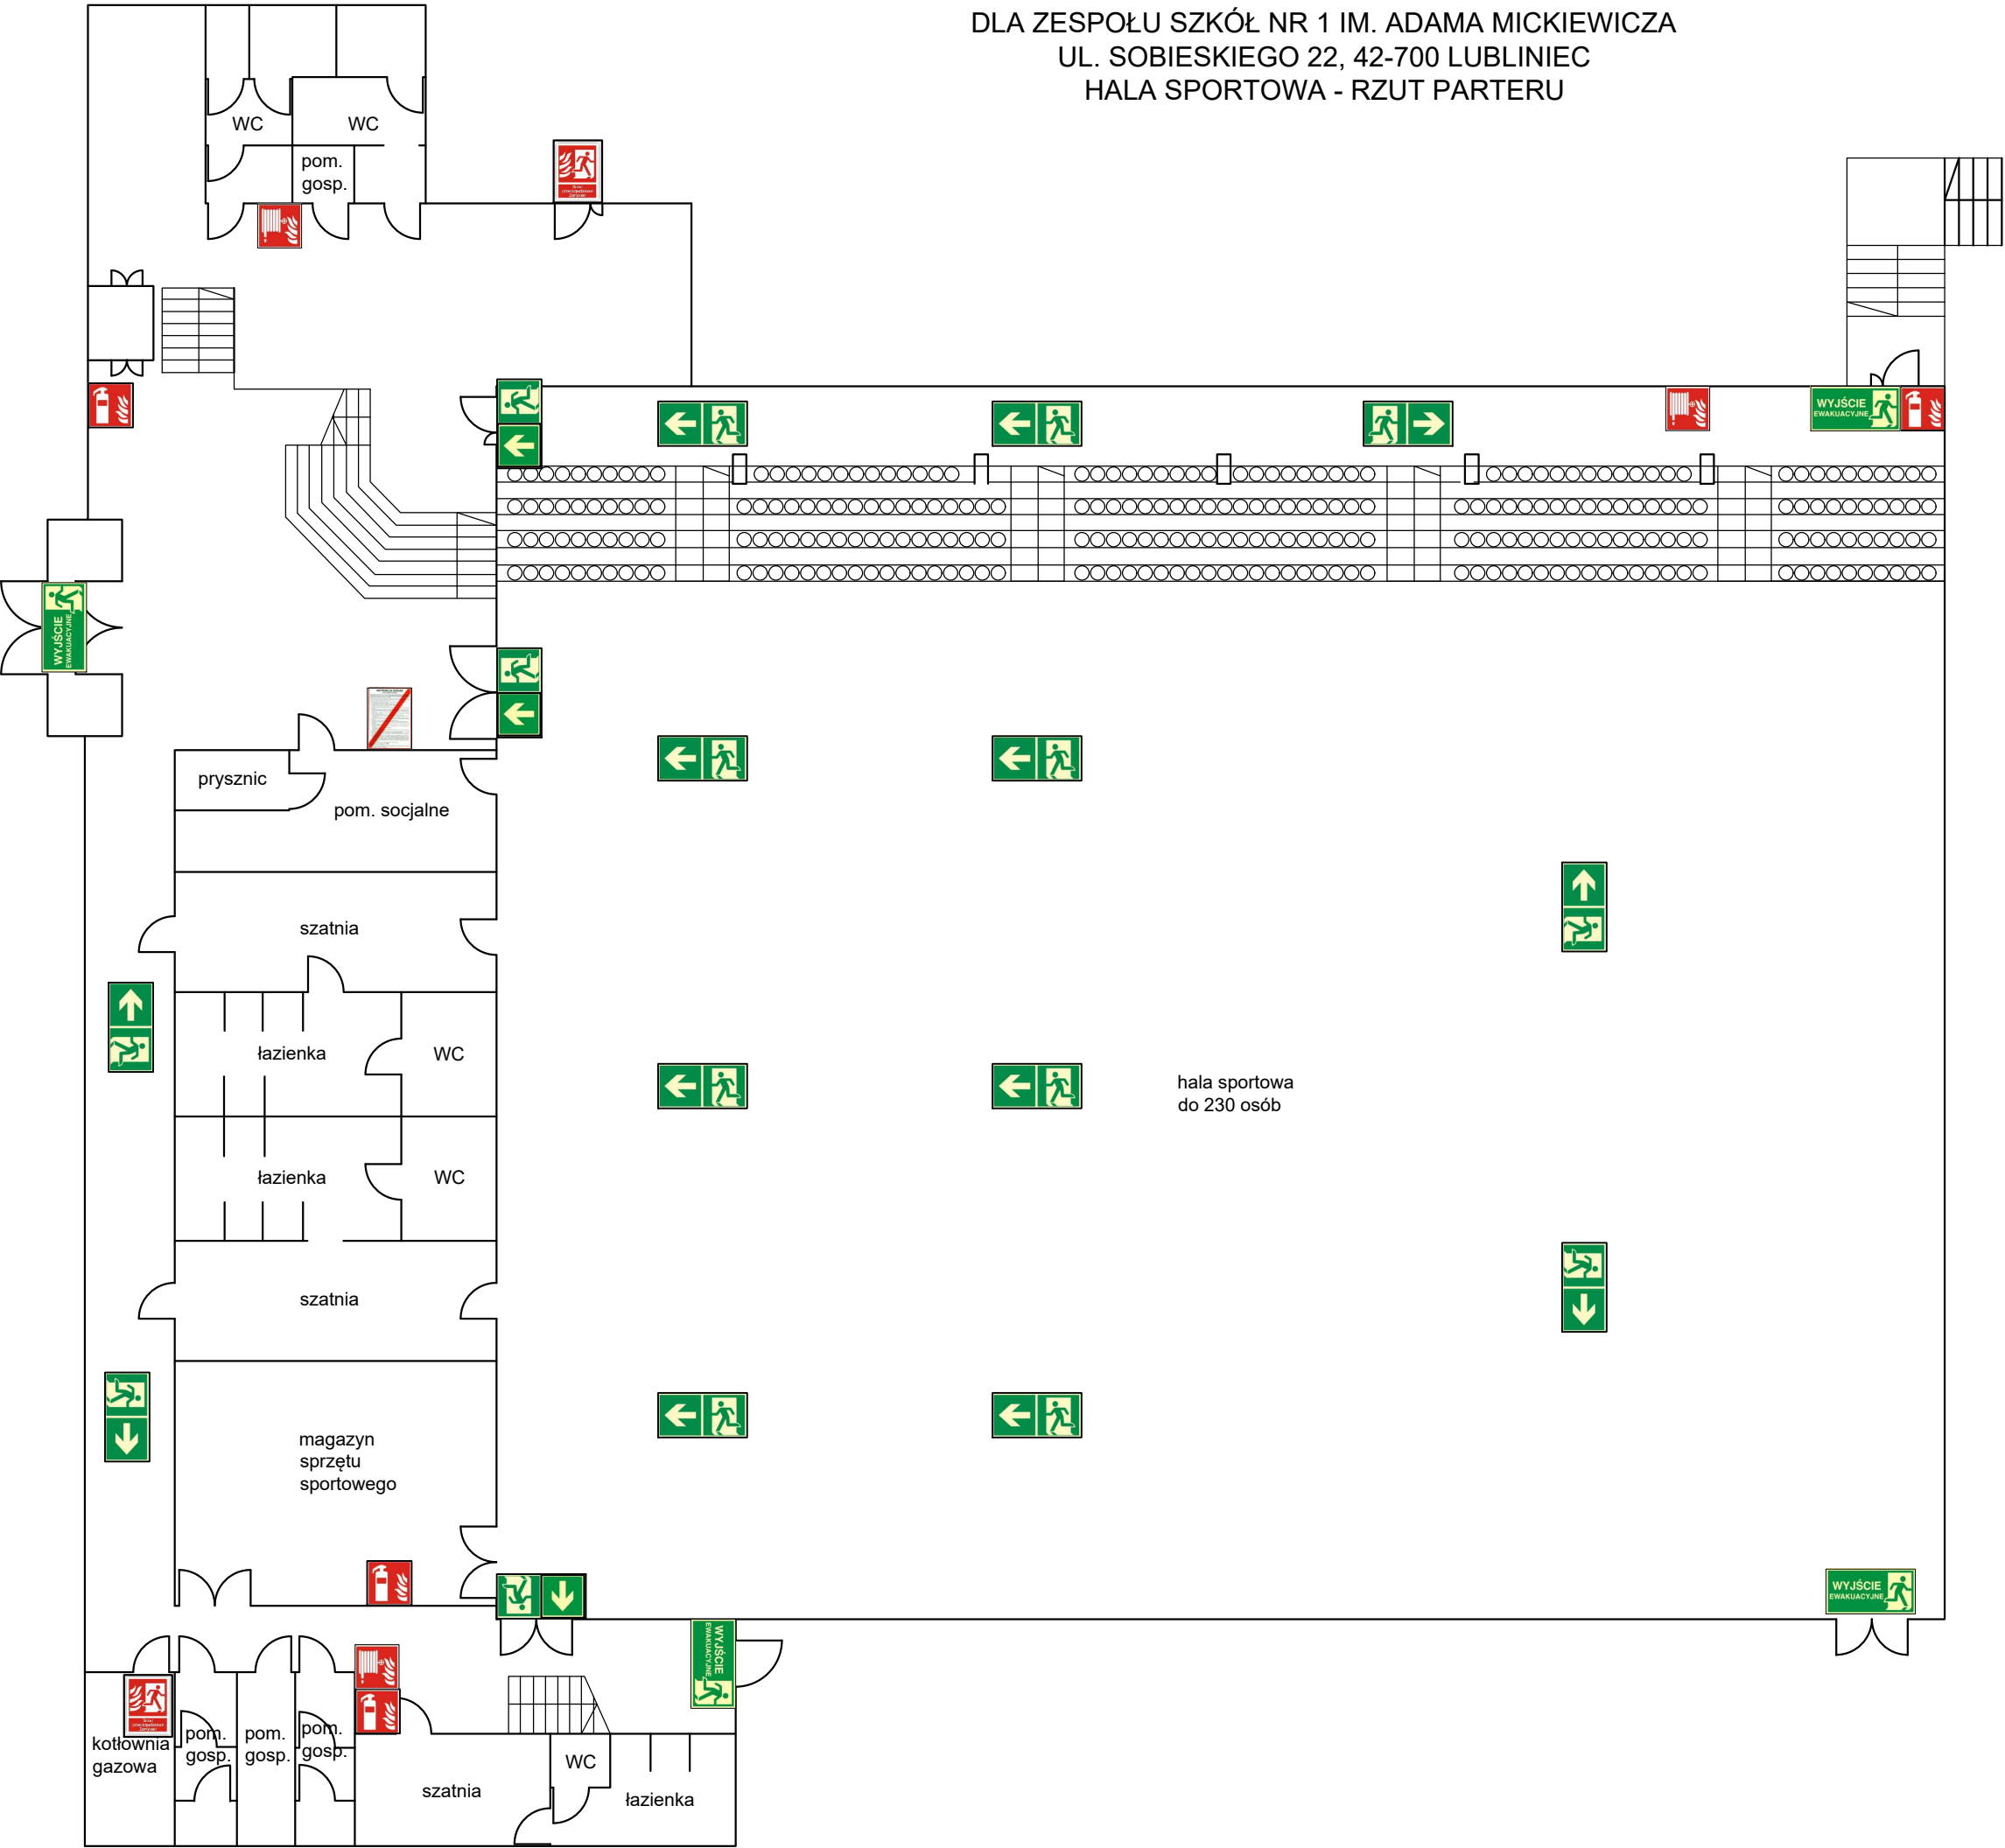 DLA ZESPOŁU SZKÓŁ NR 1 IM. ADAMA MICKIEWICZA
UL. SOBIESKIEGO 22, 42-700 LUBLINIEC
HALA SPORTOWA - RZUT PARTERU
WC
WC
pom.
gosp.
WYJŚCIE
EWAKUACYJNE
WYJŚCIE
EWAKUACYJNE
prysznic
pom. socjalne
szatnia
łazienka
WC
hala sportowa
do 230 osób
łazienka
WC
szatnia
magazyn
sprzętu
sportowego
WYJŚCIE
EWAKUACYJNE
WYJŚCIE
EWAKUACYJNE
kotłownia
gazowa
pom.
gosp.
pom.
gosp.
pom.
gosp.
szatnia
WC
łazienka